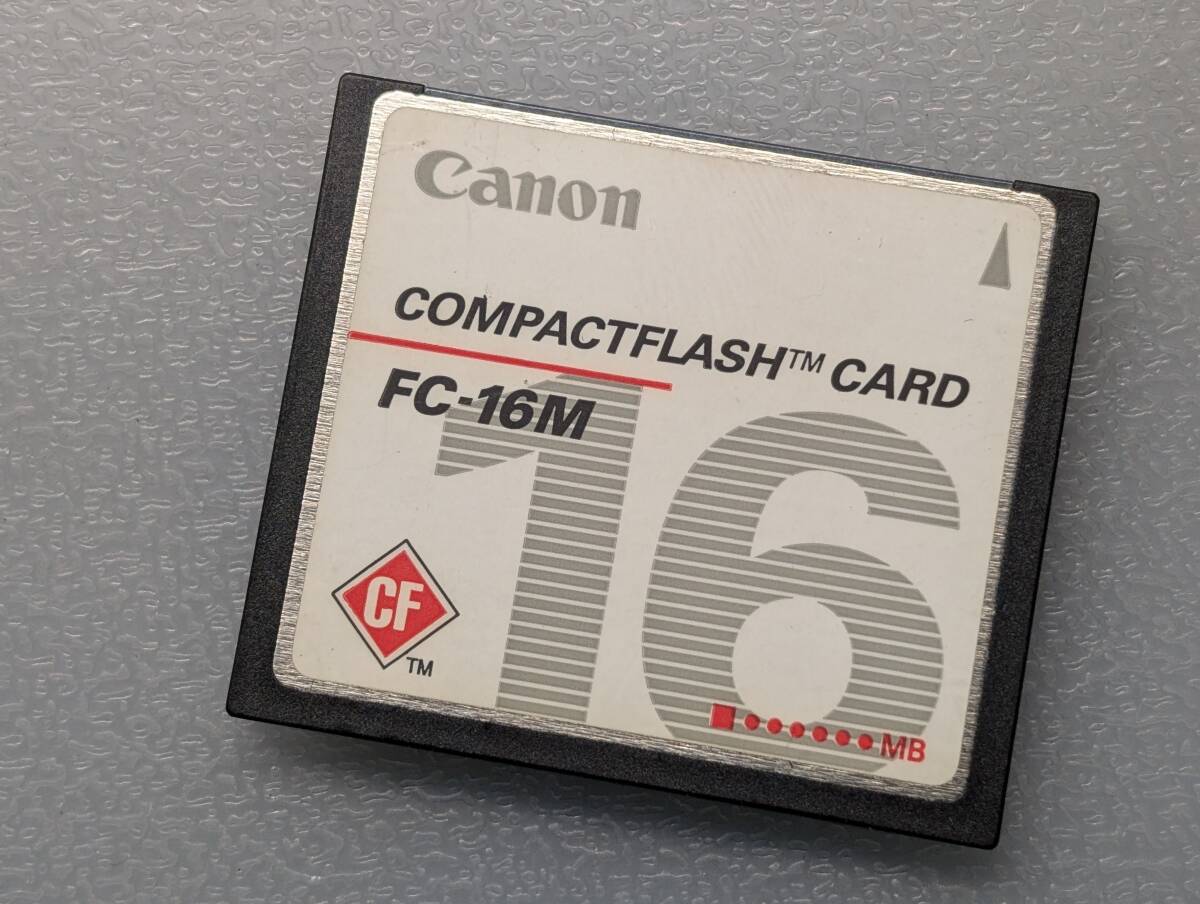 Canon
COMPACTFLASH™ CARD
FC-16M
16
CF
TM
MB